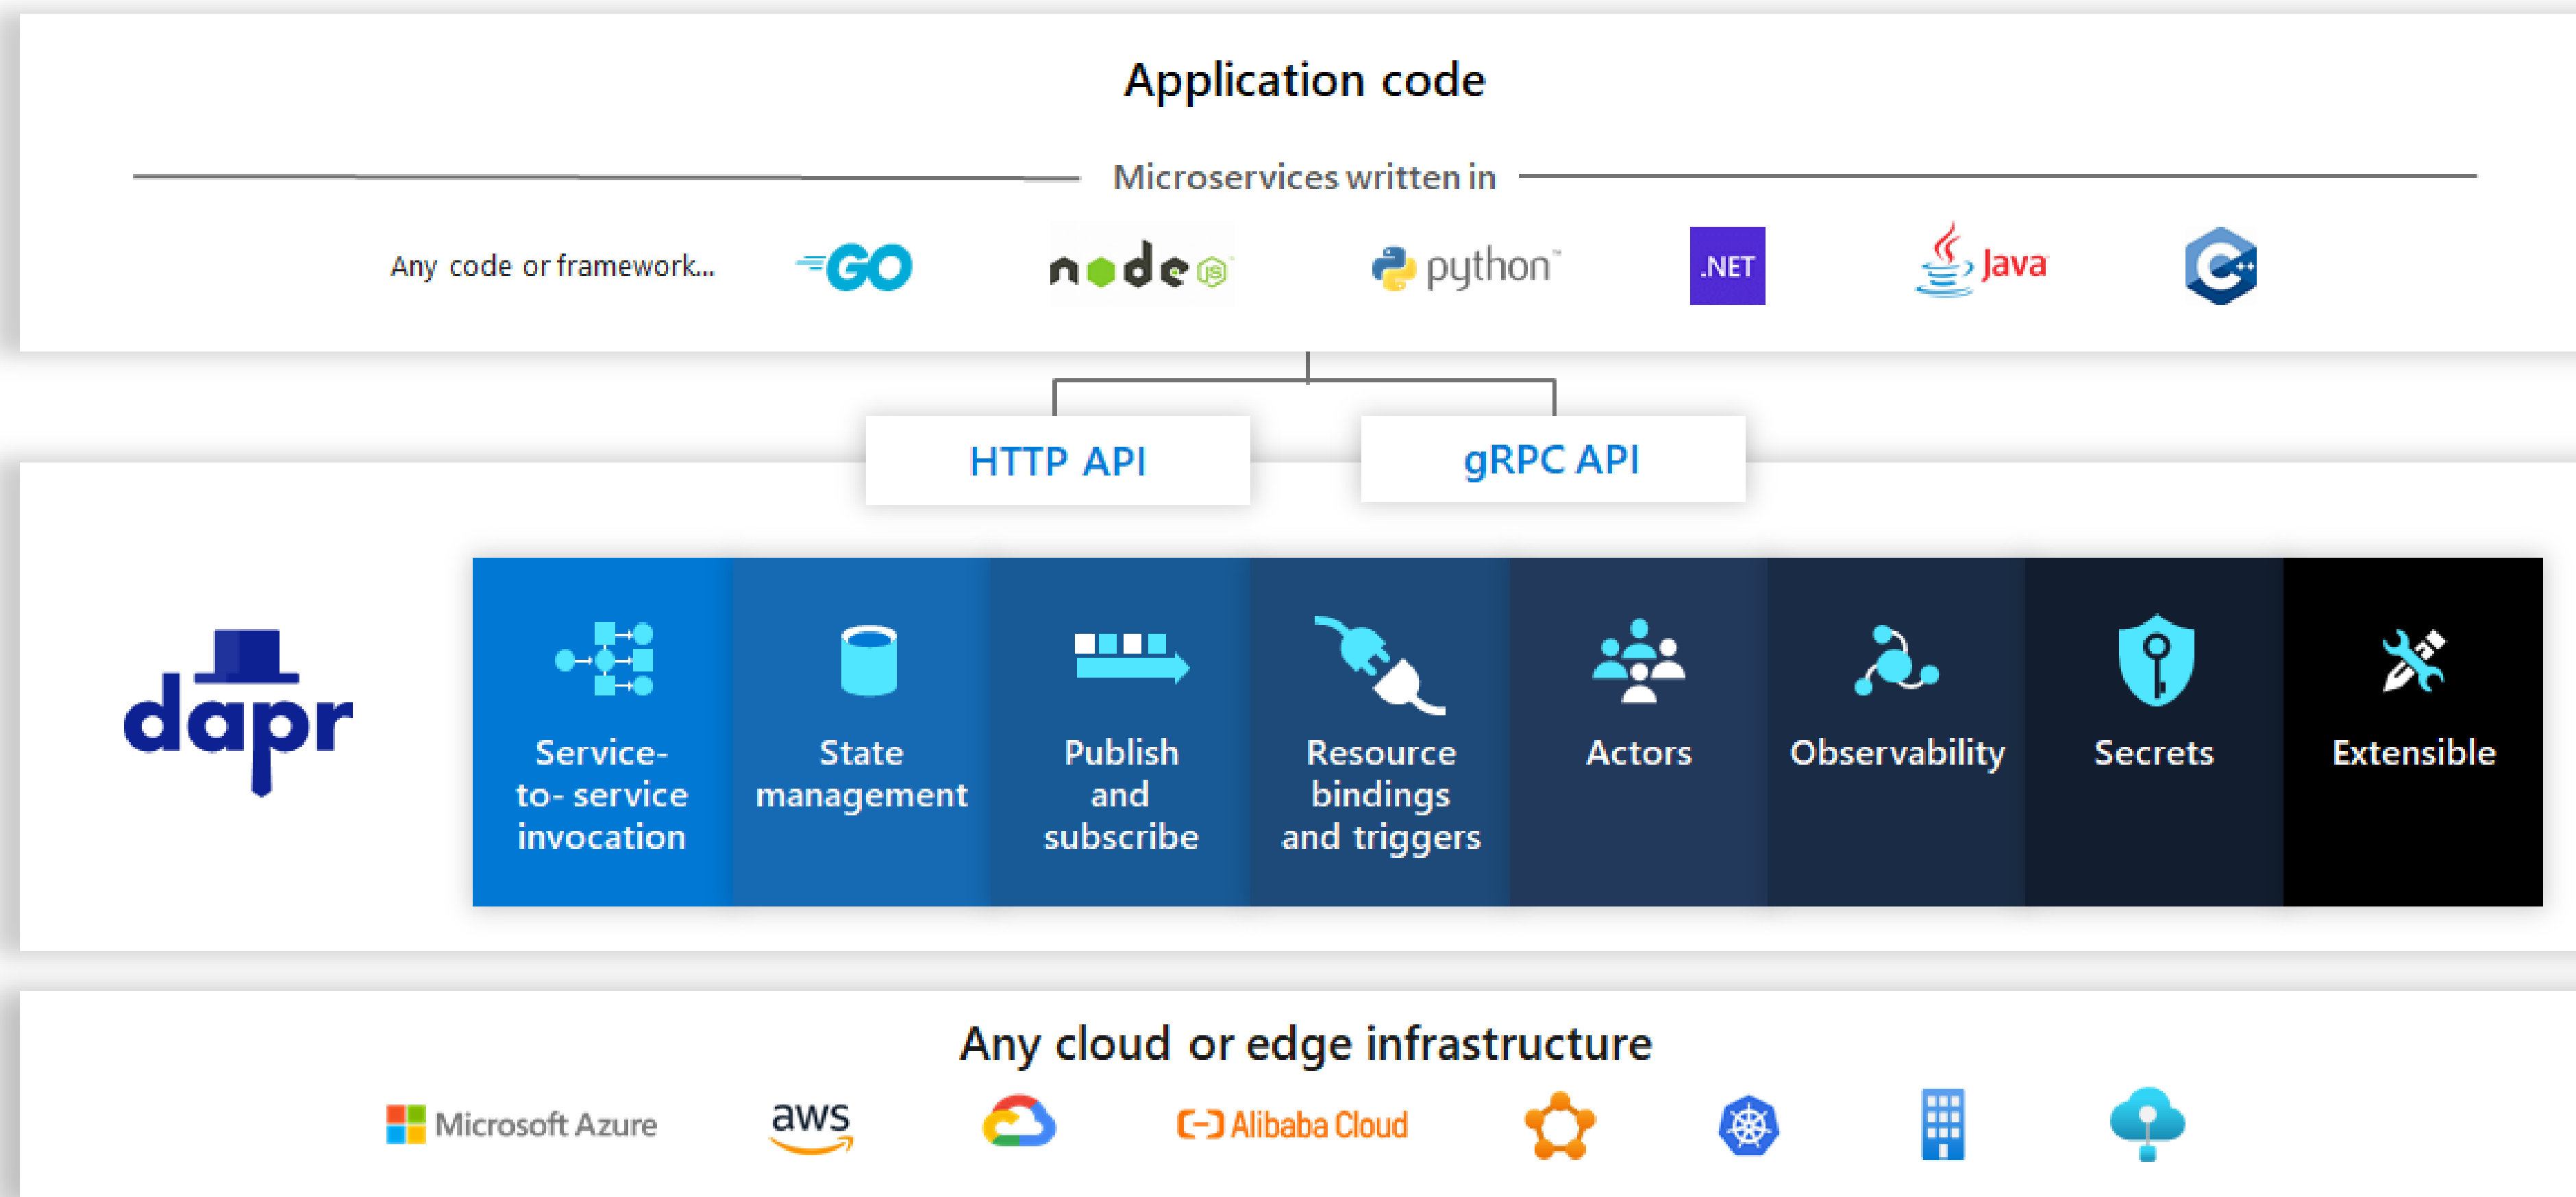 Application code
Microservices written in
Any code or framework...
GO
node JS
python™
.NET
Java
C++
HTTP API
gRPC API
dapr
Service-
to- service
invocation
State
management
Publish
and
subscribe
Resource
bindings
and triggers
Actors
Observability
Secrets
Extensible
Any cloud or edge infrastructure
Microsoft Azure
aws
Alibaba Cloud